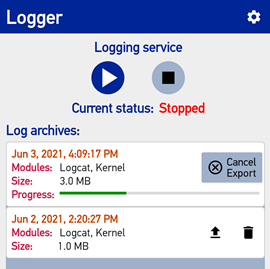 Logger
Logging service
Current status: Stopped
Log archives:
Jun 3, 2021, 4:09:17 PM
Modules: Logcat, Kernel
Size: 3.0 MB
Progress:
Cancel
Export
Jun 2, 2021, 2:20:27 PM
Modules: Logcat, Kernel
Size: 1.0 MB